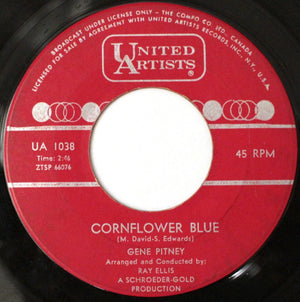 BROADCAST UNDER LICENSE ONLY - THE COMPO CO. LTD., CANADA
LICENSED FOR SALE BY AGREEMENT WITH UNITED ARTISTS RECORDS, INC., N.Y., U.S.A.
UNITED
ARTISTS
UA 1038
Time: 2:46
ZTSP 66076
45 RPM
CORNFLOWER BLUE
(M. David-S. Edwards)
GENE PITNEY
Arranged and Conducted by:
RAY ELLIS
A SCHROEDER-GOLD
PRODUCTION